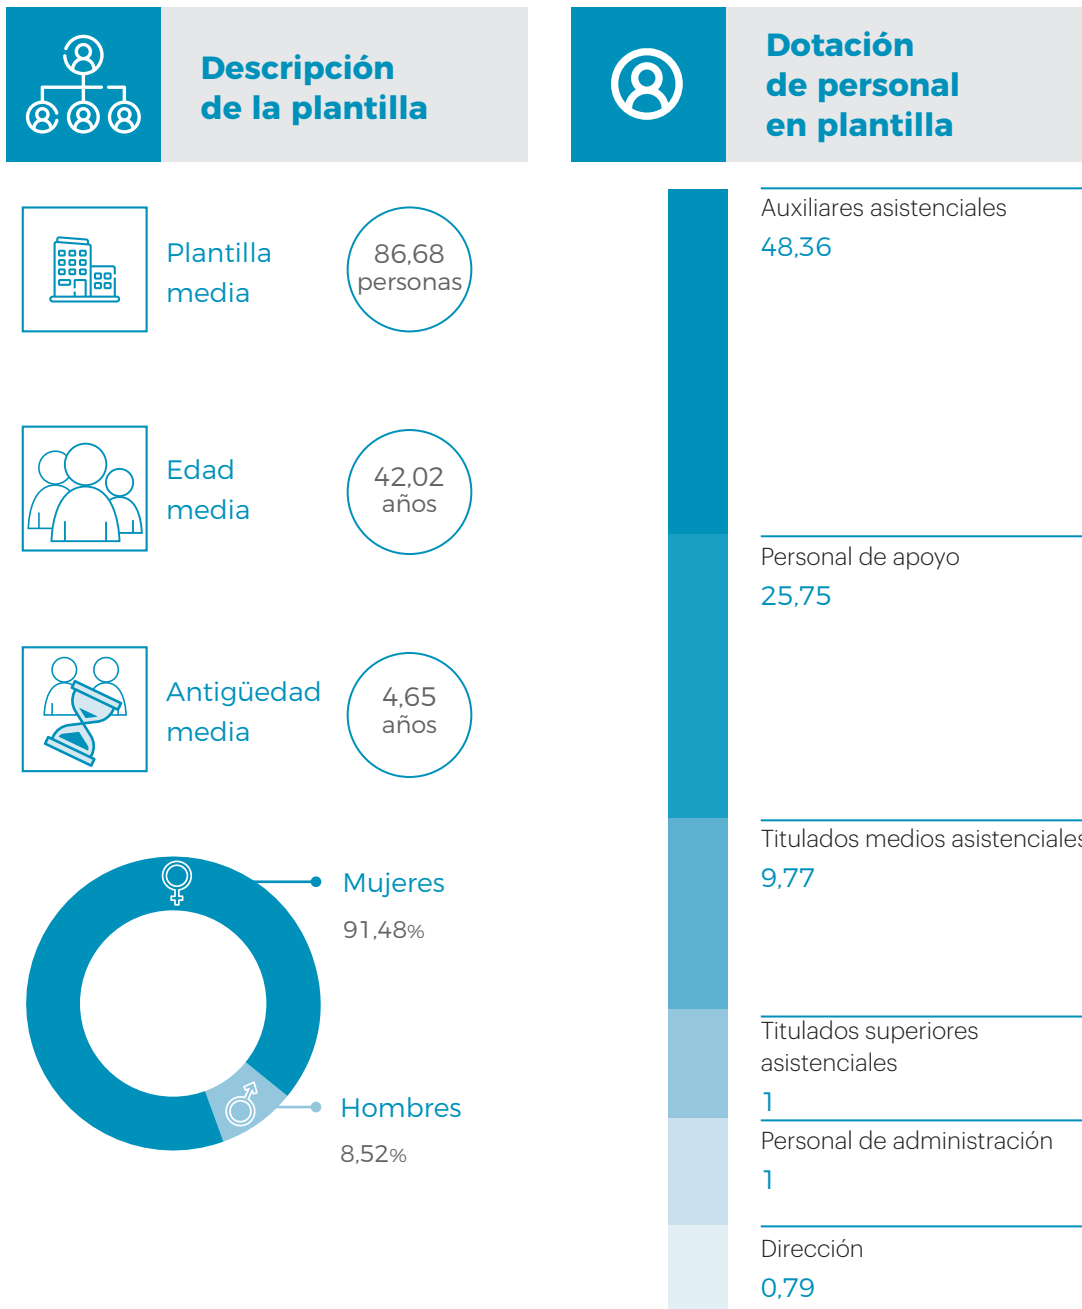 Descripción
de la plantilla
Plantilla
media
86,68
personas
Edad
media
42,02
años
Antigüedad
media
4,65
años
Mujeres
91,48%
Hombres
8,52%
Dotación
de personal
en plantilla
Auxiliares asistenciales
48,36
Personal de apoyo
25,75
Titulados medios asistenciales
9,77
Titulados superiores
asistenciales
1
Personal de administración
1
Dirección
0,79